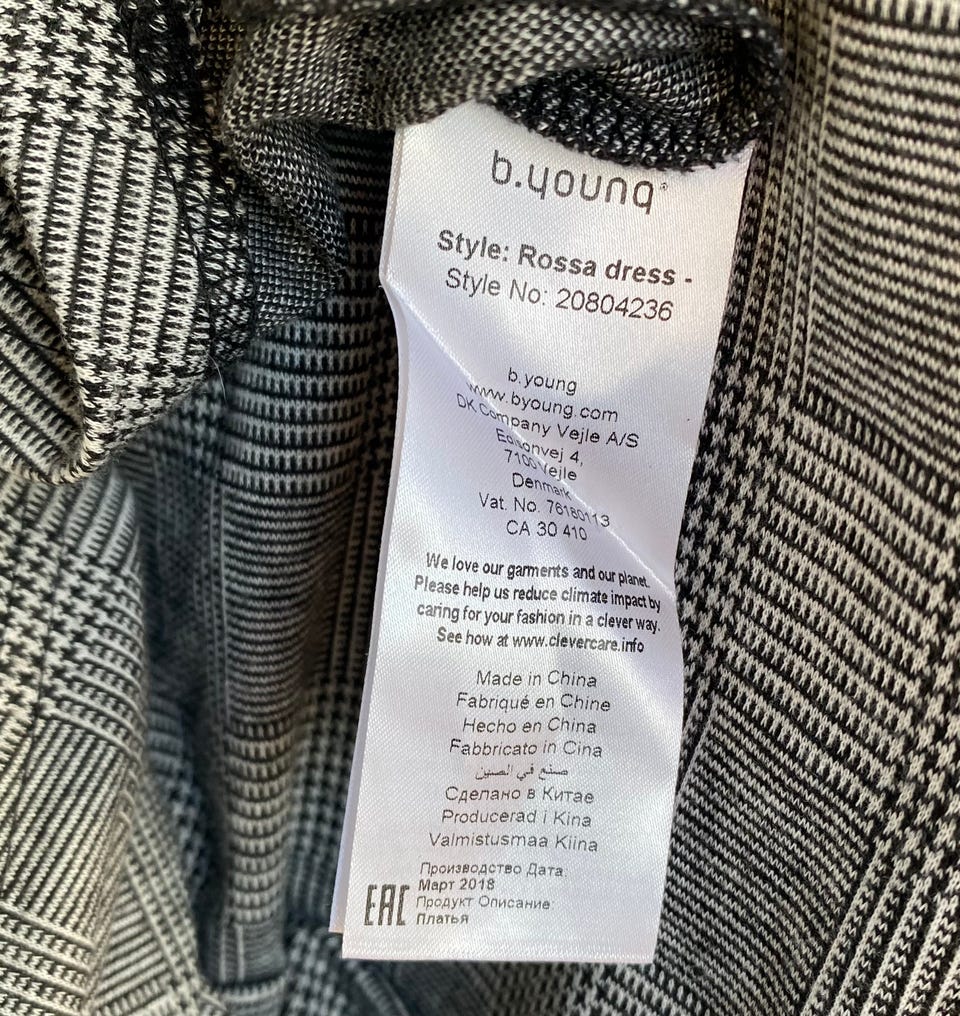 b.young®
Style: Rossa dress -
Style No: 20804236
b.young
www.byoung.com
DK Company Vejle A/S
Edisonvej 4,
7100 Vejle
Denmark
Vat. No. 76180113
CA 30 410
We love our garments and our planet.
Please help us reduce climate impact by
caring for your fashion in a clever way.
See how at www.clevercare.info
Made in China
Fabriqué en Chine
Hecho en China
Fabbricato in Cina
صنع في الصين
Сделано в Китае
Producerad i Kina
Valmistusmaa Kiina
Производство Дата:
Март 2018
EAC Продукт Описание:
Платья